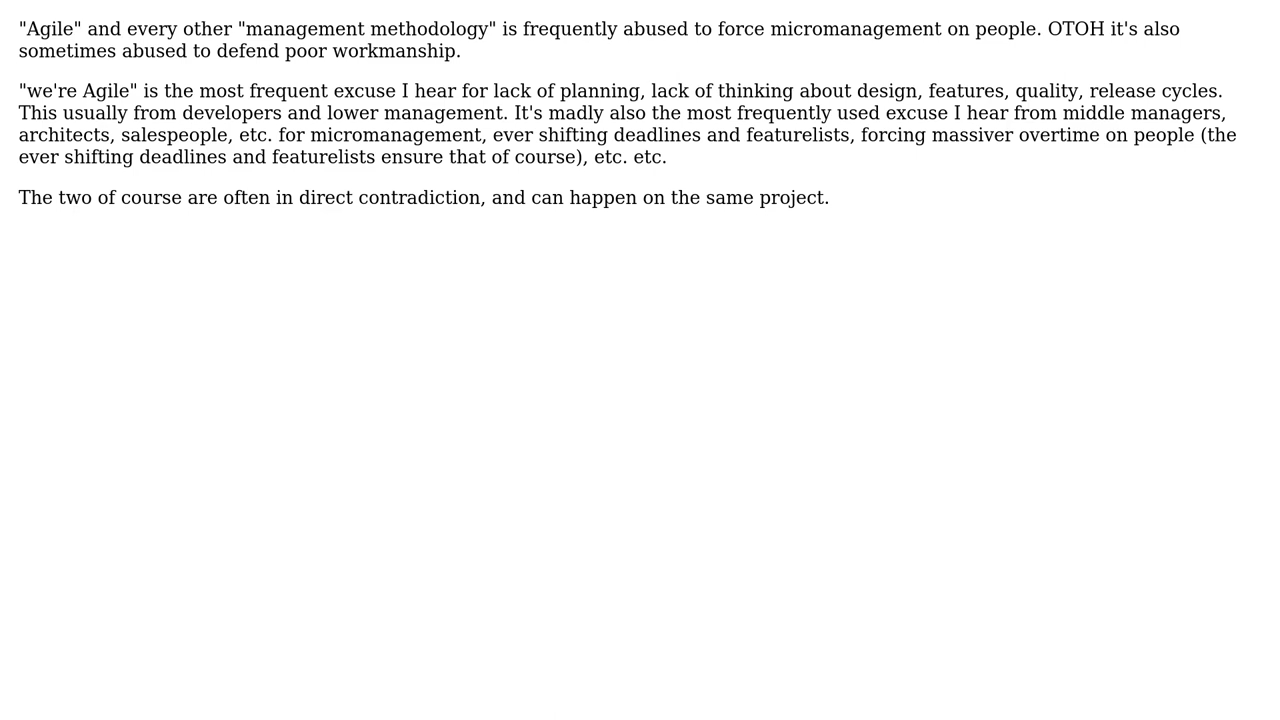 "Agile" and every other "management methodology" is frequently abused to force micromanagement on people. OTOH it's also
sometimes abused to defend poor workmanship.
"we're Agile" is the most frequent excuse I hear for lack of planning, lack of thinking about design, features, quality, release cycles.
This usually from developers and lower management. It's madly also the most frequently used excuse I hear from middle managers,
architects, salespeople, etc. for micromanagement, ever shifting deadlines and featurelists, forcing massiver overtime on people (the
ever shifting deadlines and featurelists ensure that of course), etc. etc.
The two of course are often in direct contradiction, and can happen on the same project.